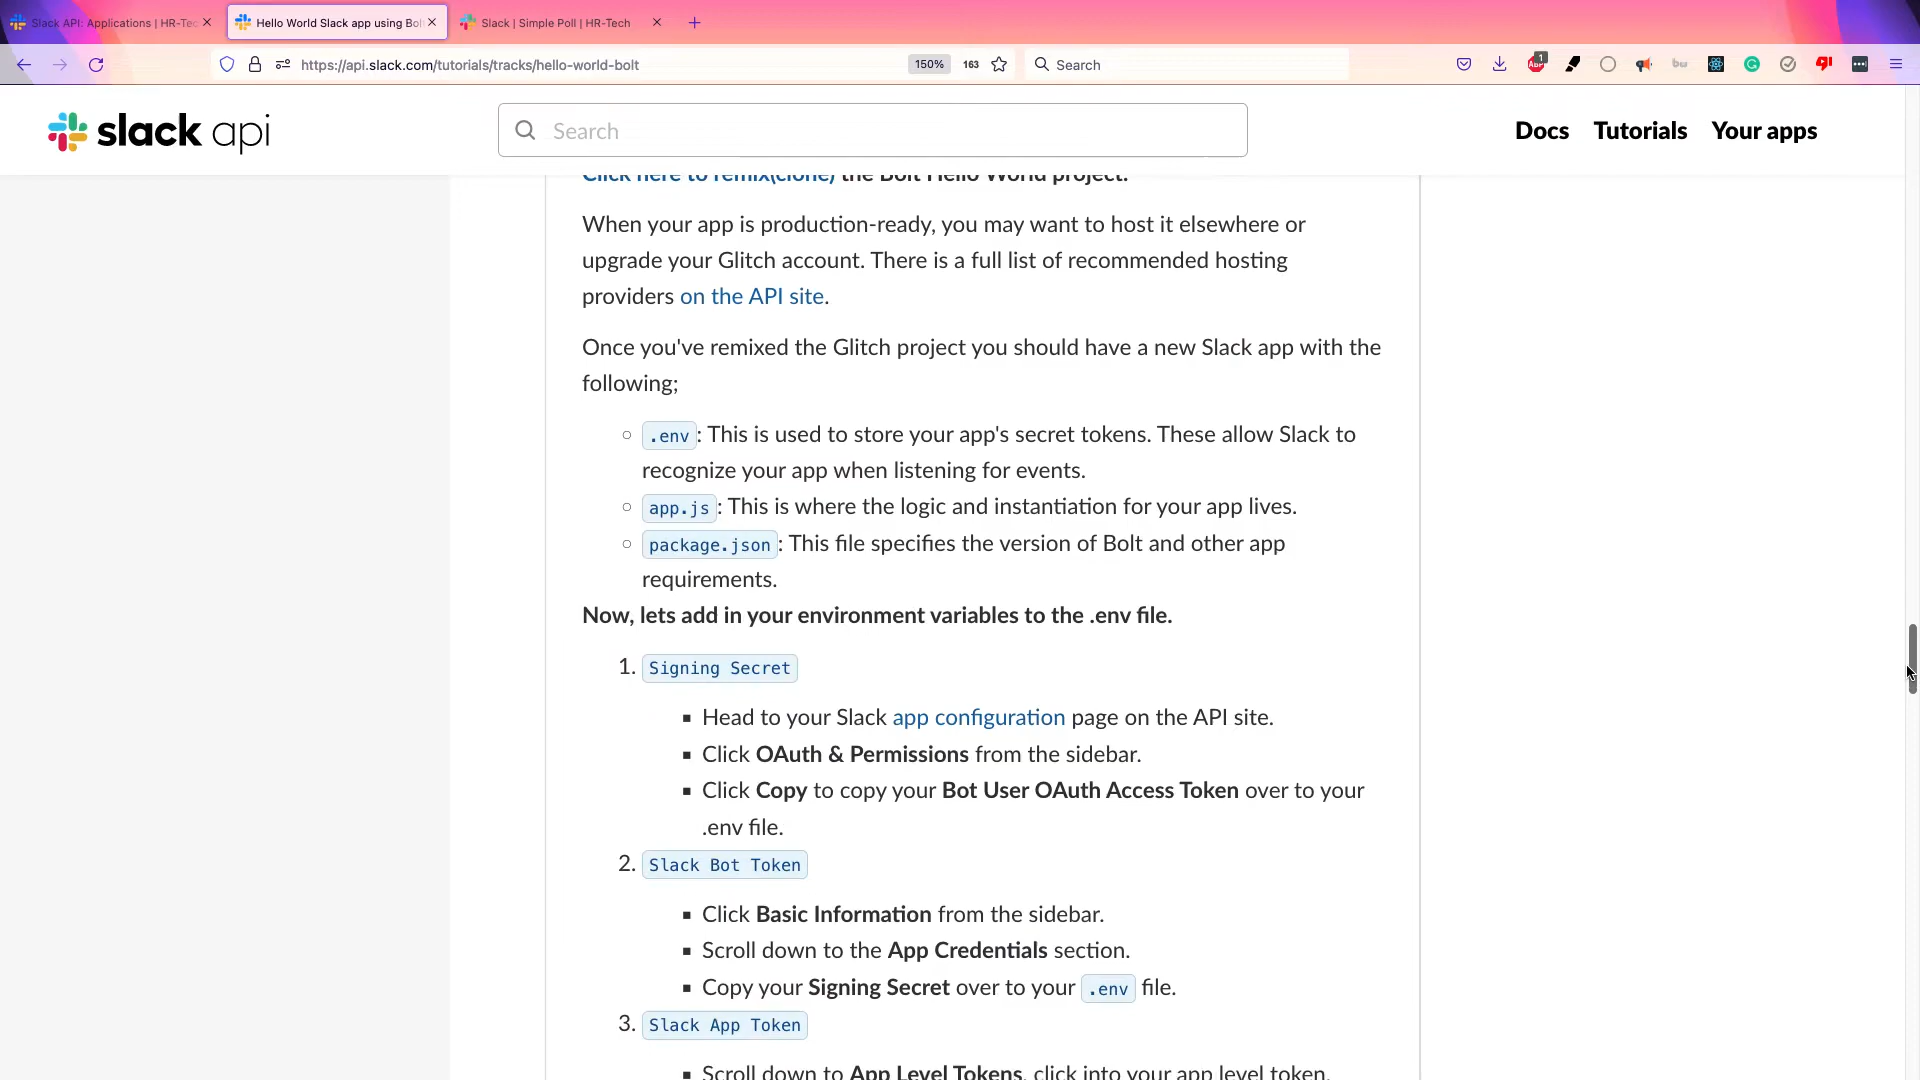 Slack API: Applications | HR-Tec
Hello World Slack app using Bol
Slack | Simple Poll | HR-Tech
https://api.slack.com/tutorials/tracks/hello-world-bolt
150%
163
Search
1
slack api
Search
Docs
Tutorials
Your apps
Click here to remix(clone) the Bolt Hello World project.
When your app is production-ready, you may want to host it elsewhere or
upgrade your Glitch account. There is a full list of recommended hosting
providers on the API site.
Once you've remixed the Glitch project you should have a new Slack app with the
following;
.env: This is used to store your app's secret tokens. These allow Slack to
recognize your app when listening for events.
app.js: This is where the logic and instantiation for your app lives.
package.json: This file specifies the version of Bolt and other app
requirements.
Now, lets add in your environment variables to the .env file.
1. Signing Secret
Head to your Slack app configuration page on the API site.
Click OAuth & Permissions from the sidebar.
Click Copy to copy your Bot User OAuth Access Token over to your
.env file.
2. Slack Bot Token
Click Basic Information from the sidebar.
Scroll down to the App Credentials section.
Copy your Signing Secret over to your .env file.
3. Slack App Token
Scroll down to App Level Tokens, click into your app level token.